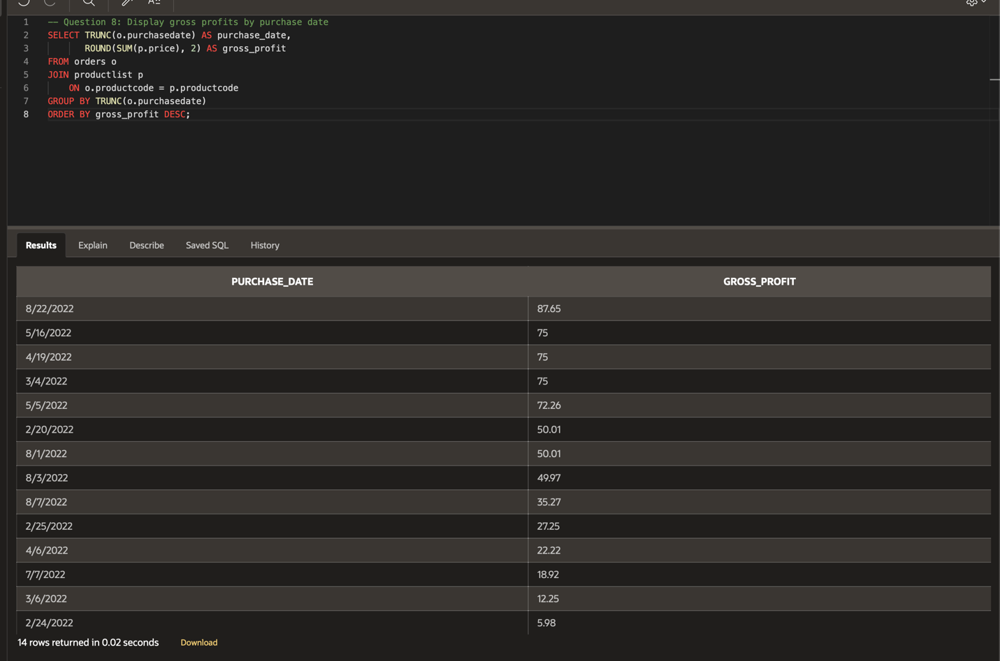 1 -- Question 8: Display gross profits by purchase date
2 SELECT TRUNC(o.purchasedate) AS purchase_date,
3 ROUND(SUM(p.price), 2) AS gross_profit
4 FROM orders o
5 JOIN productlist p
6 ON o.productcode = p.productcode
7 GROUP BY TRUNC(o.purchasedate)
8 ORDER BY gross_profit DESC;
Results Explain Describe Saved SQL History
PURCHASE_DATE GROSS_PROFIT
8/22/2022 87.65
5/16/2022 75
4/19/2022 75
3/4/2022 75
5/5/2022 72.26
2/20/2022 50.01
8/1/2022 50.01
8/3/2022 49.97
8/7/2022 35.27
2/25/2022 27.25
4/6/2022 22.22
7/7/2022 18.92
3/6/2022 12.25
2/24/2022 5.98
14 rows returned in 0.02 seconds Download